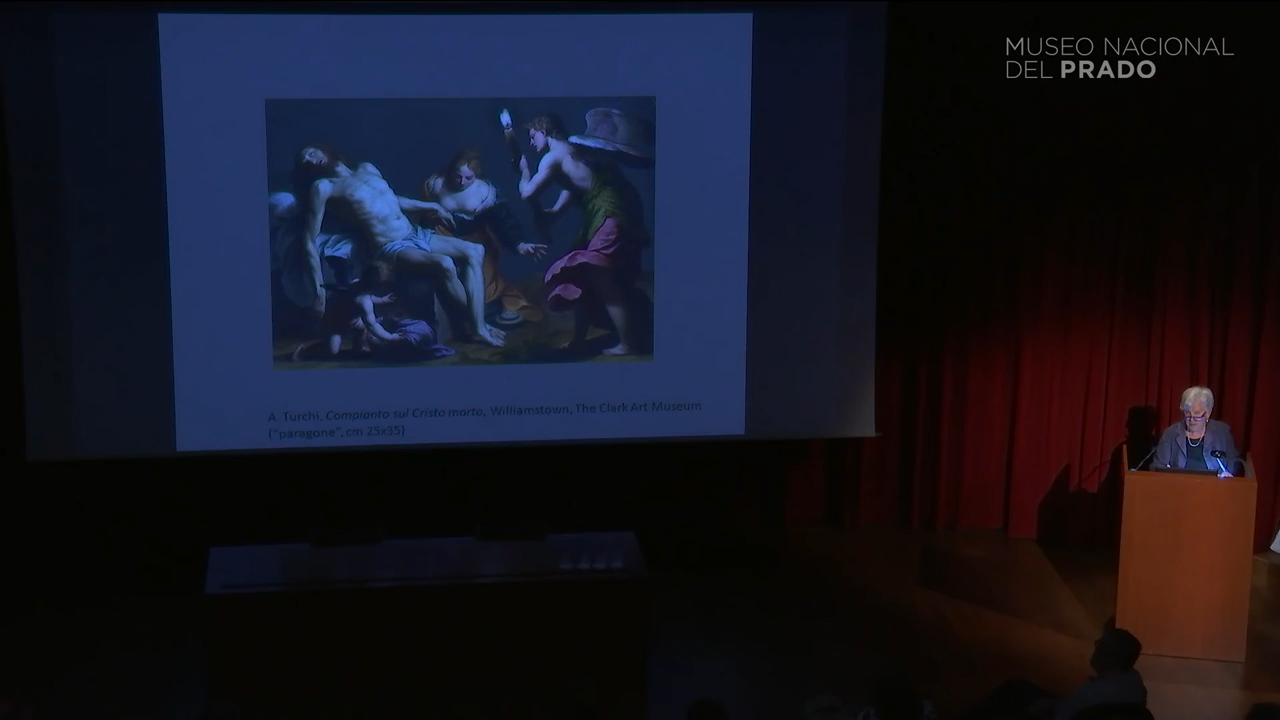 MUSEO NACIONAL
DEL PRADO
A. Turchi, Compianto sul Cristo morto, Williamstown, The Clark Art Museum
("paragone", cm 25x35)